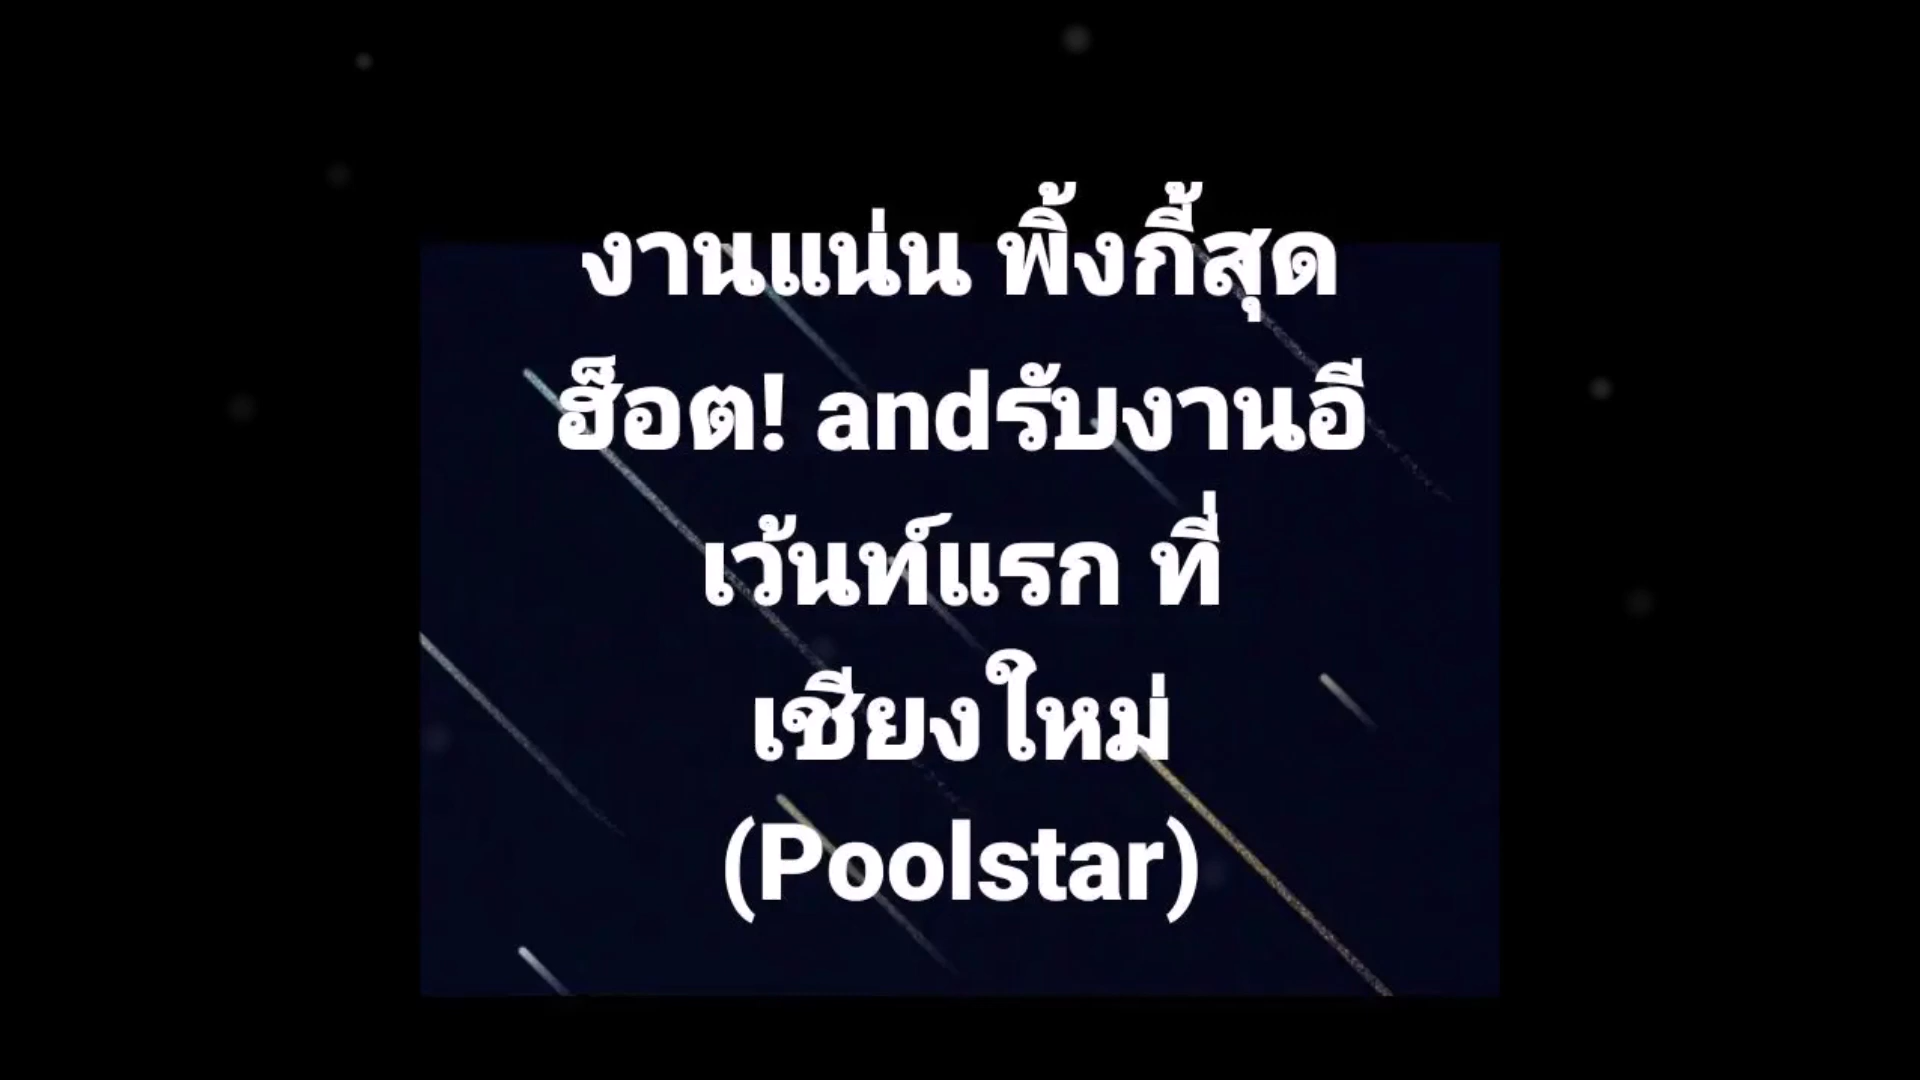 งานแน่น พิ้งกี้สุด
ฮ็อต! andรับงานอี
เว้นท์แรก ที่
เชียงใหม่
(Poolstar)